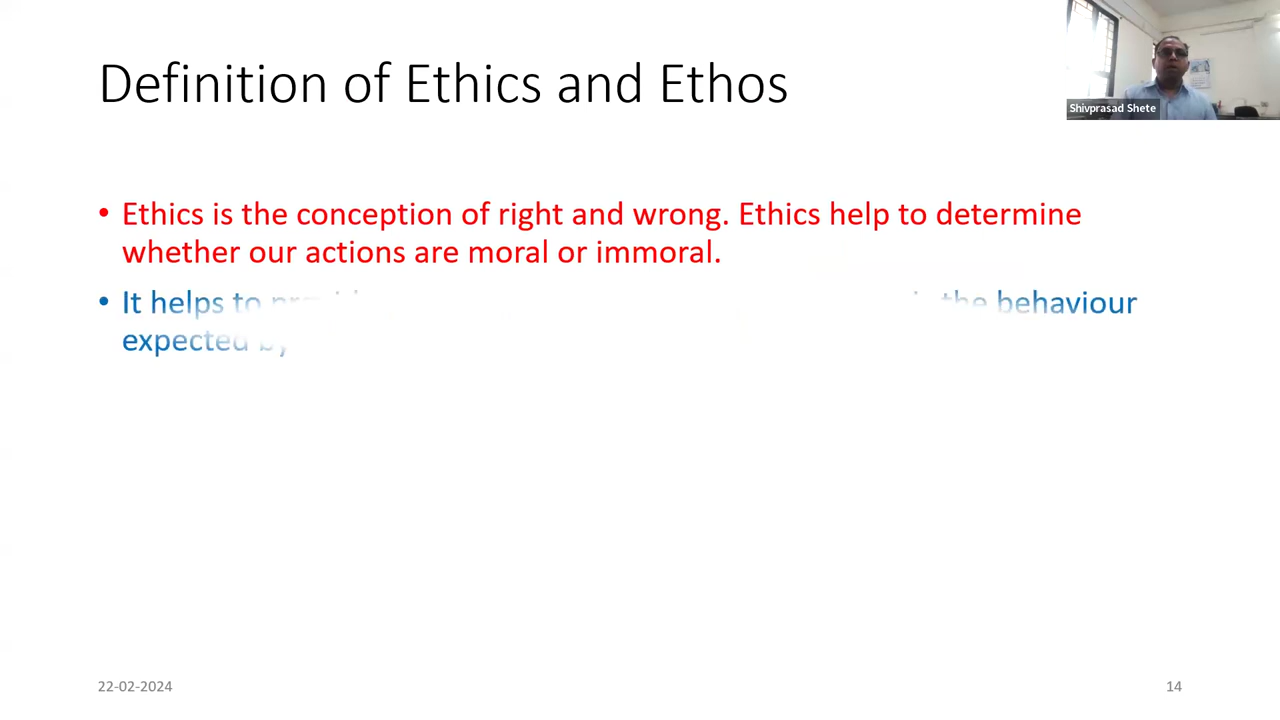 Definition of Ethics and Ethos
Shivprasad Shete
• Ethics is the conception of right and wrong. Ethics help to determine
whether our actions are moral or immoral.
• It helps to the behaviour
expected by
22-02-2024
14